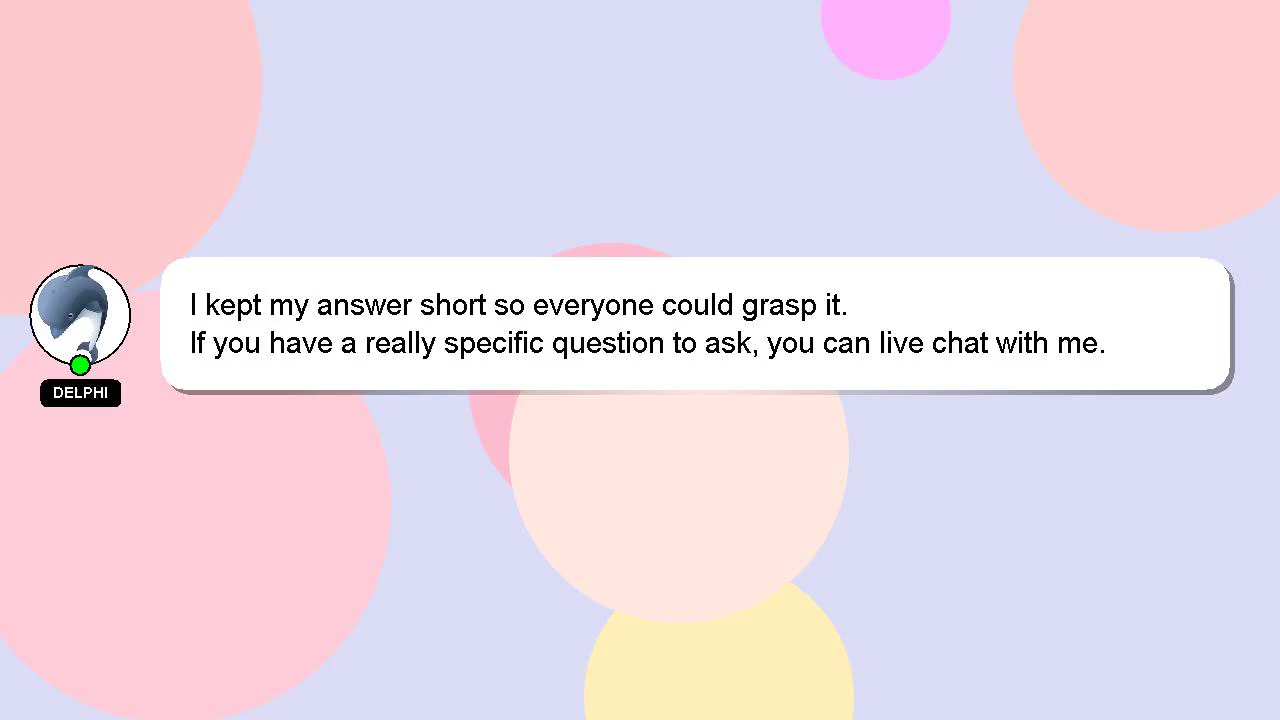 I kept my answer short so everyone could grasp it.
If you have a really specific question to ask, you can live chat with me.
DELPHI